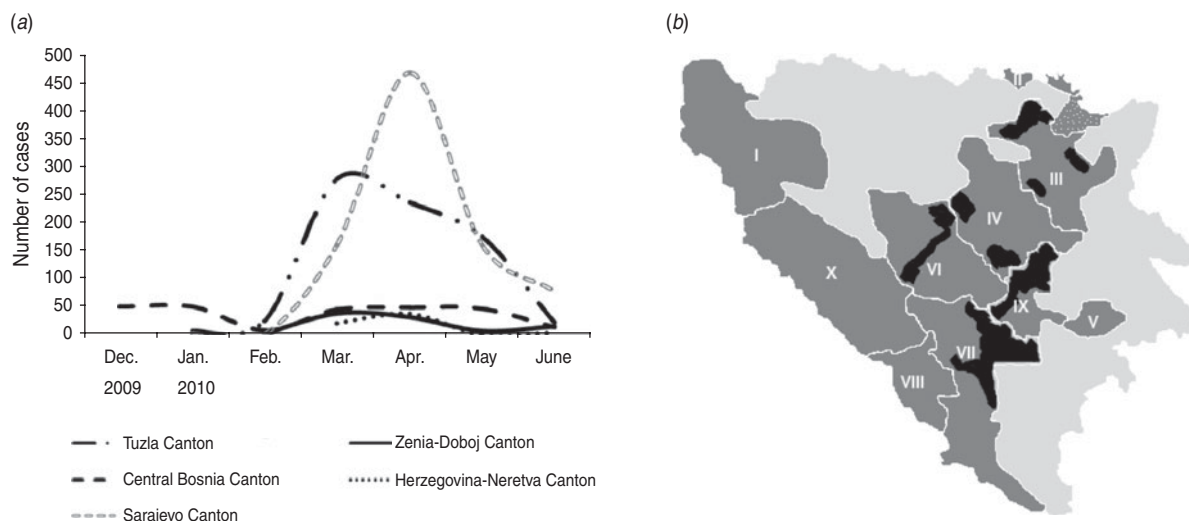 (a)
500
450
400
350
300
250
200
150
100
50
0
Number of cases
Dec. Jan. Feb. Mar. Apr. May June
2009 2010
Tuzla Canton
Zenia-Doboj Canton
Central Bosnia Canton
Herzegovina-Neretva Canton
Sarajevo Canton
(b)
II
I
III
IV
X
VI
IX
V
VII
VIII